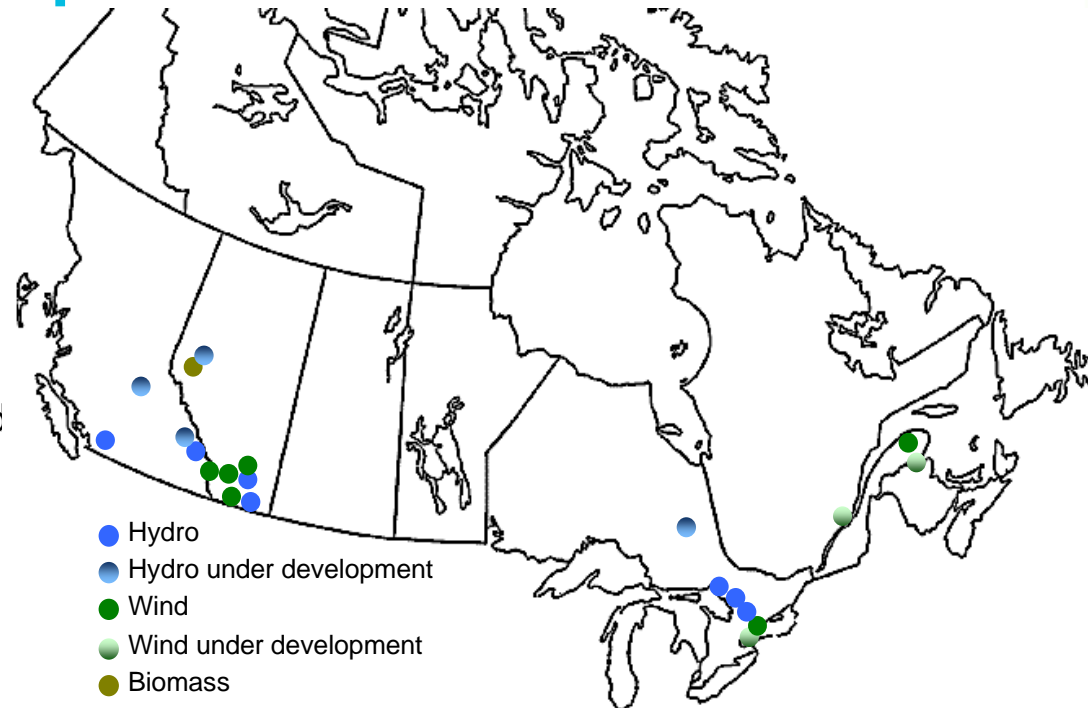 Hydro
Hydro under development
Wind
Wind under development
Biomass